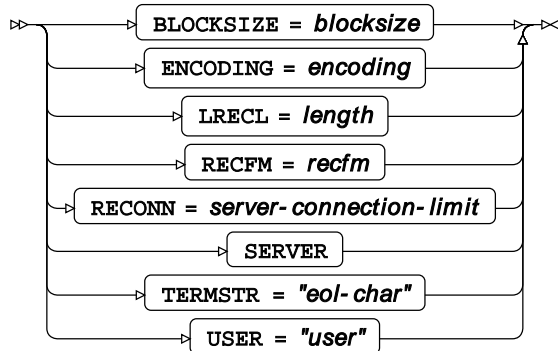 BLOCKSIZE = blocksize
ENCODING = encoding
LRECL = length
RECFM = recfm
RECONN = server-connection-limit
SERVER
TERMSTR = "eol-char"
USER = "user"